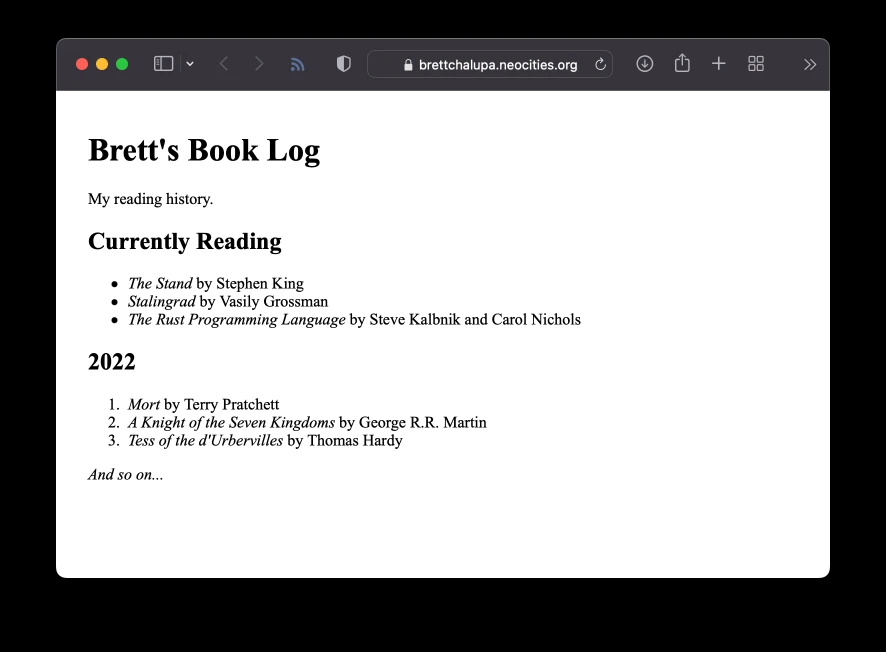 brettchalupa.neocities.org
Brett's Book Log
My reading history.
Currently Reading
• The Stand by Stephen King
• Stalingrad by Vasily Grossman
• The Rust Programming Language by Steve Kalbnik and Carol Nichols
2022
1. Mort by Terry Pratchett
2. A Knight of the Seven Kingdoms by George R.R. Martin
3. Tess of the d'Urbervilles by Thomas Hardy
And so on...